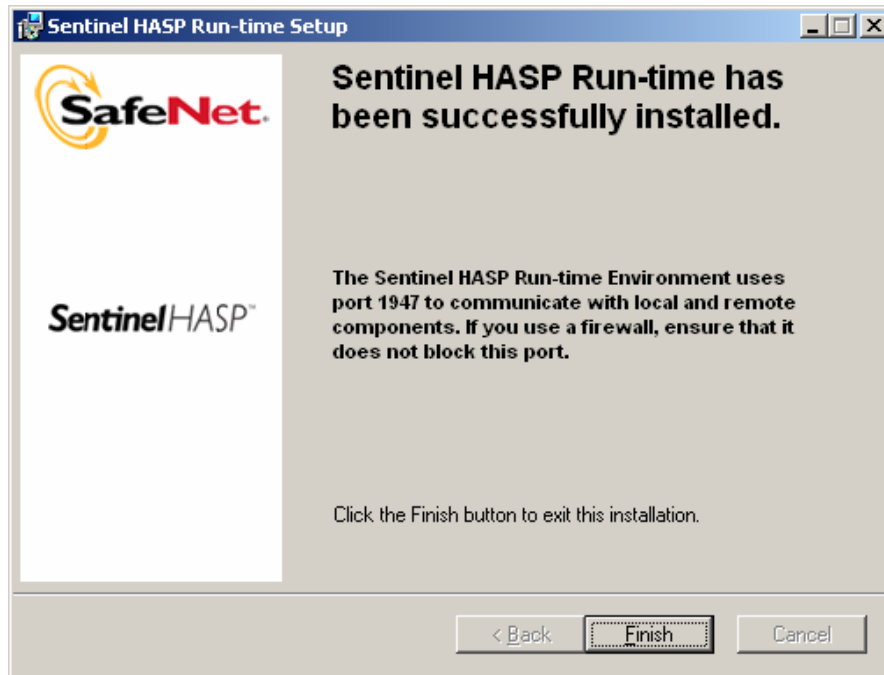 Sentinel HASP Run-time Setup
SafeNet.
Sentinel HASP Run-time has
been successfully installed.
The Sentinel HASP Run-time Environment uses
port 1947 to communicate with local and remote
components. If you use a firewall, ensure that it
does not block this port.
SentinelHASP™
Click the Finish button to exit this installation.
< Back
Finish
Cancel